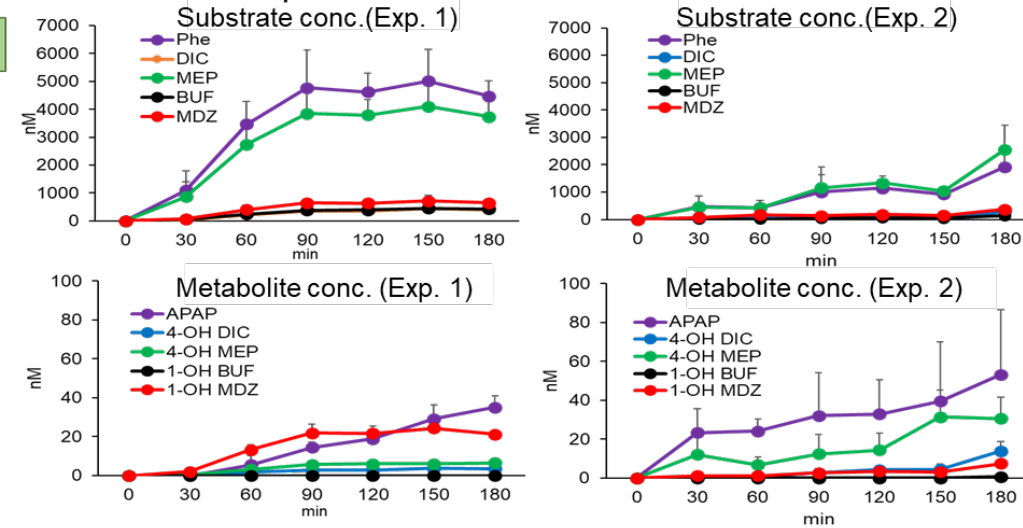 Substrate conc.(Exp. 1)
7000
6000
5000
4000
3000
2000
1000
0
nM
Phe
DIC
MEP
BUF
MDZ
0 30 60 90 120 150 180
min
Substrate conc.(Exp. 2)
7000
6000
5000
4000
3000
2000
1000
0
nM
Phe
DIC
MEP
BUF
MDZ
0 30 60 90 120 150 180
min
Metabolite conc. (Exp. 1)
100
80
60
40
20
0
nM
APAP
4-OH DIC
4-OH MEP
1-OH BUF
1-OH MDZ
0 30 60 90 120 150 180
min
Metabolite conc. (Exp. 2)
100
80
60
40
20
0
nM
APAP
4-OH DIC
4-OH MEP
1-OH BUF
1-OH MDZ
0 30 60 90 120 150 180
min